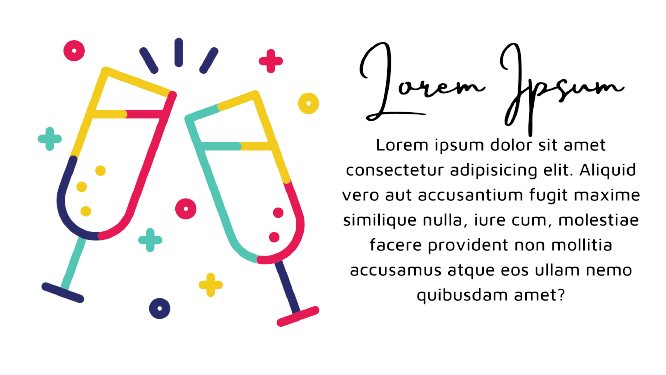 Lorem Ipsum
Lorem ipsum dolor sit amet
consectetur adipisicing elit. Aliquid
vero aut accusantium fugit maxime
similique nulla, iure cum, molestiae
facere provident non mollitia
accusamus atque eos ullam nemo
quibusdam amet?